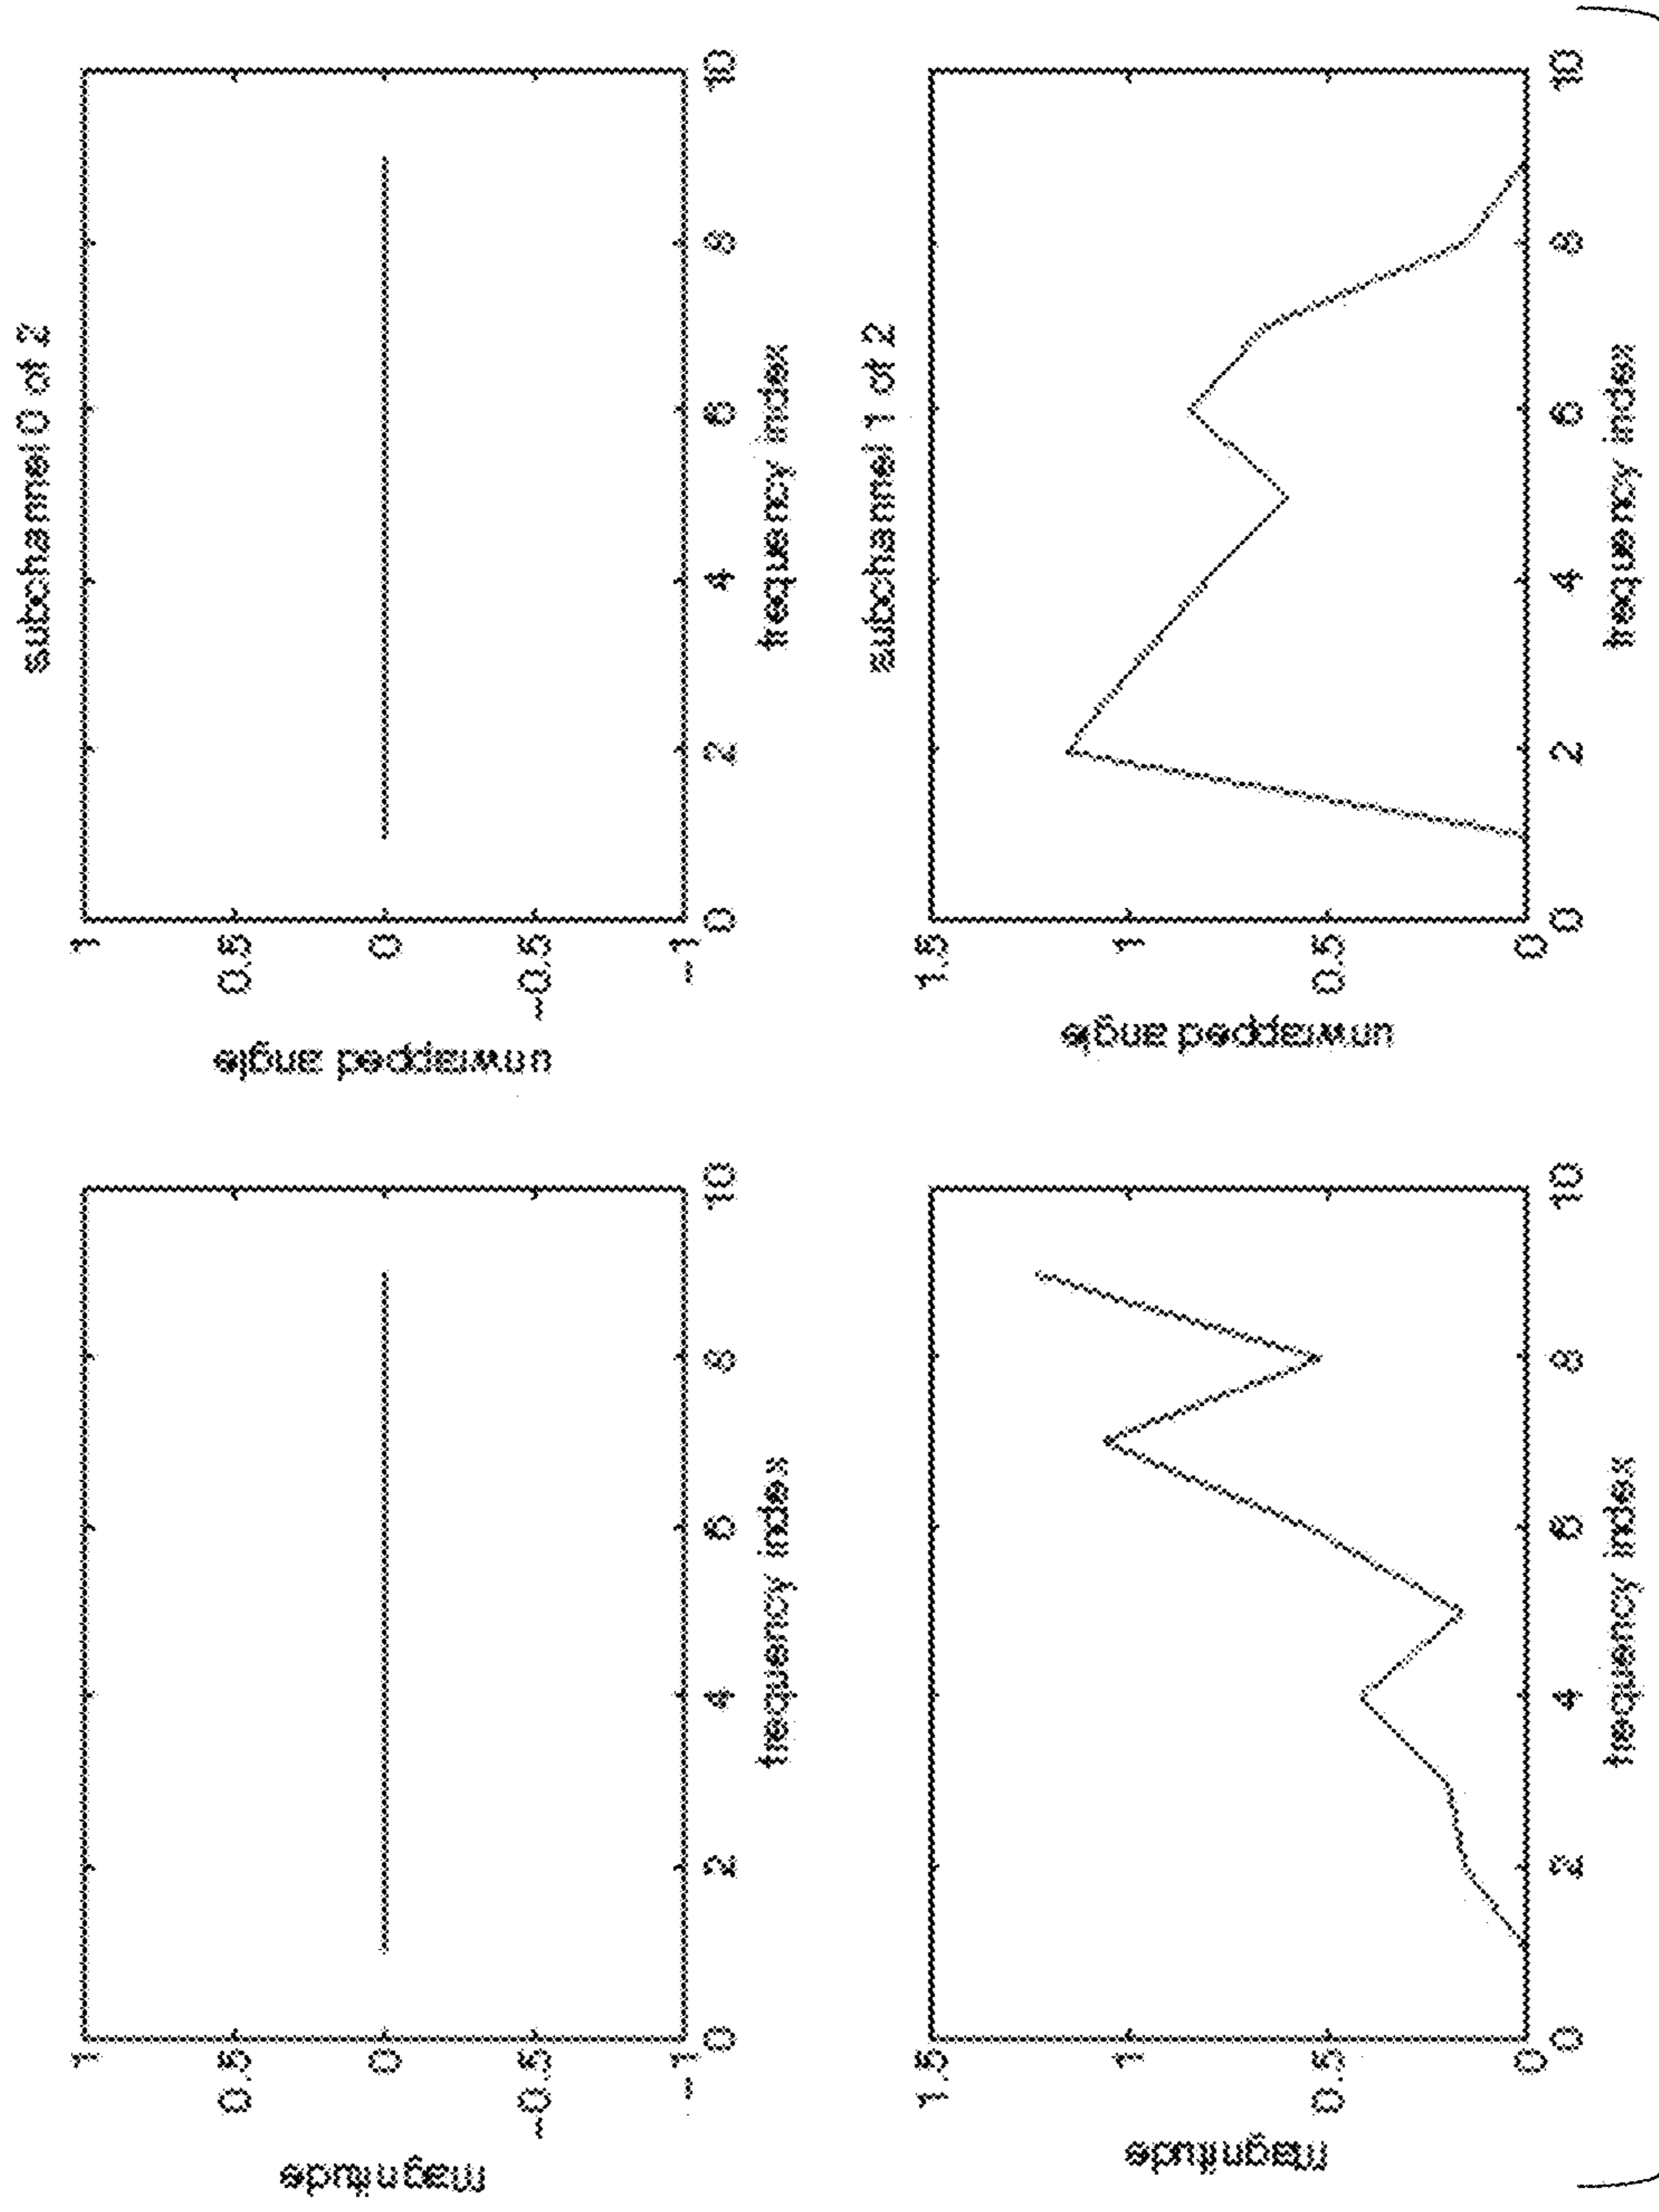 subchannel 0 of 2
Magnitude
1
0.5
0
-0.5
-1
0 2 4 6 8 10
frequency index
unwrapped angle
1
0.5
0
-0.5
-1
0 2 4 6 8 10
frequency index
subchannel 1 of 2
Magnitude
1.5
1
0.5
0
0 2 4 6 8 10
frequency index
unwrapped angle
1.5
1
0.5
0
0 2 4 6 8 10
frequency index